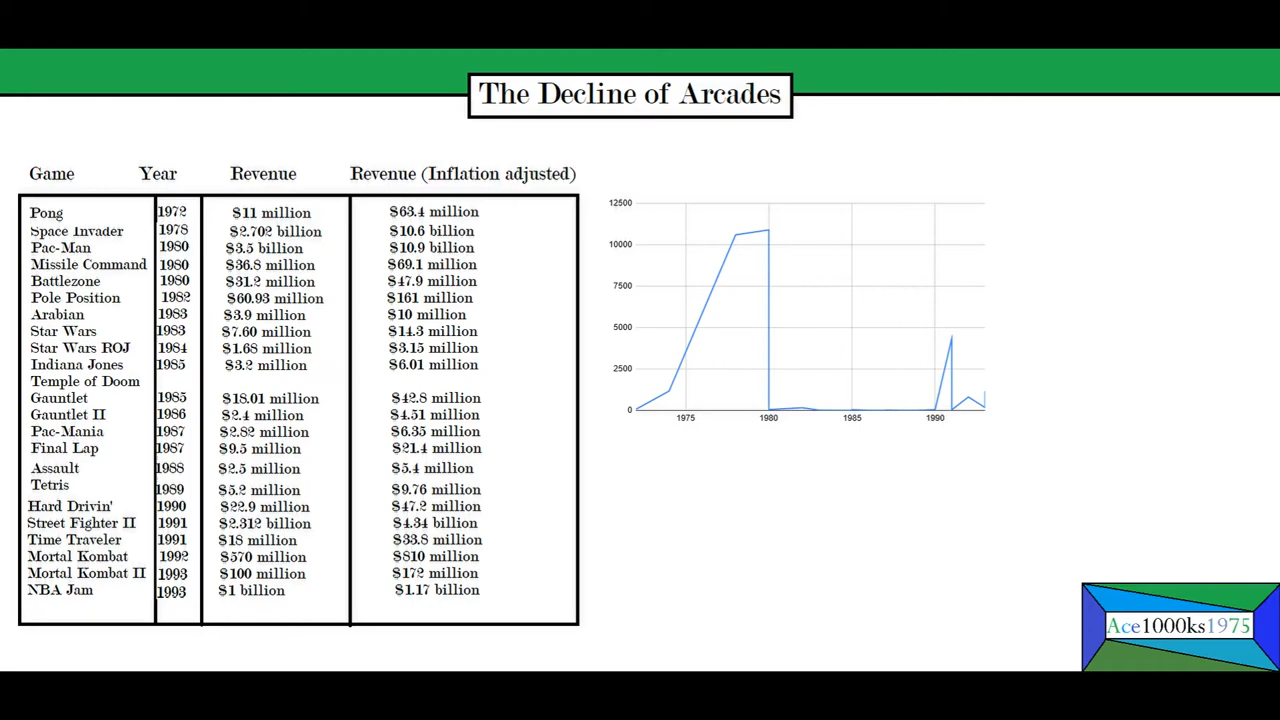 The Decline of Arcades
Game Year Revenue Revenue (Inflation adjusted)
Pong 1972 $11 million $63.4 million
Space Invader 1978 $2.702 billion $10.6 billion
Pac-Man 1980 $3.5 billion $10.9 billion
Missile Command 1980 $36.8 million $69.1 million
Battlezone 1980 $31.2 million $47.9 million
Pole Position 1982 $60.93 million $161 million
Arabian 1983 $3.9 million $10 million
Star Wars 1983 $7.60 million $14.3 million
Star Wars ROJ 1984 $1.68 million $3.15 million
Indiana Jones 1985 $3.2 million $6.01 million
Temple of Doom
Gauntlet 1985 $18.01 million $42.8 million
Gauntlet II 1986 $2.4 million $4.51 million
Pac-Mania 1987 $2.82 million $6.35 million
Final Lap 1987 $9.5 million $21.4 million
Assault 1988 $2.5 million $5.4 million
Tetris 1989 $5.2 million $9.76 million
Hard Drivin' 1990 $22.9 million $47.2 million
Street Fighter II 1991 $2.312 billion $4.34 billion
Time Traveler 1991 $18 million $33.8 million
Mortal Kombat 1992 $570 million $810 million
Mortal Kombat II 1993 $100 million $172 million
NBA Jam 1993 $1 billion $1.17 billion
12500
10000
7500
5000
2500
0
1975 1980 1985 1990
Ace1000ks1975